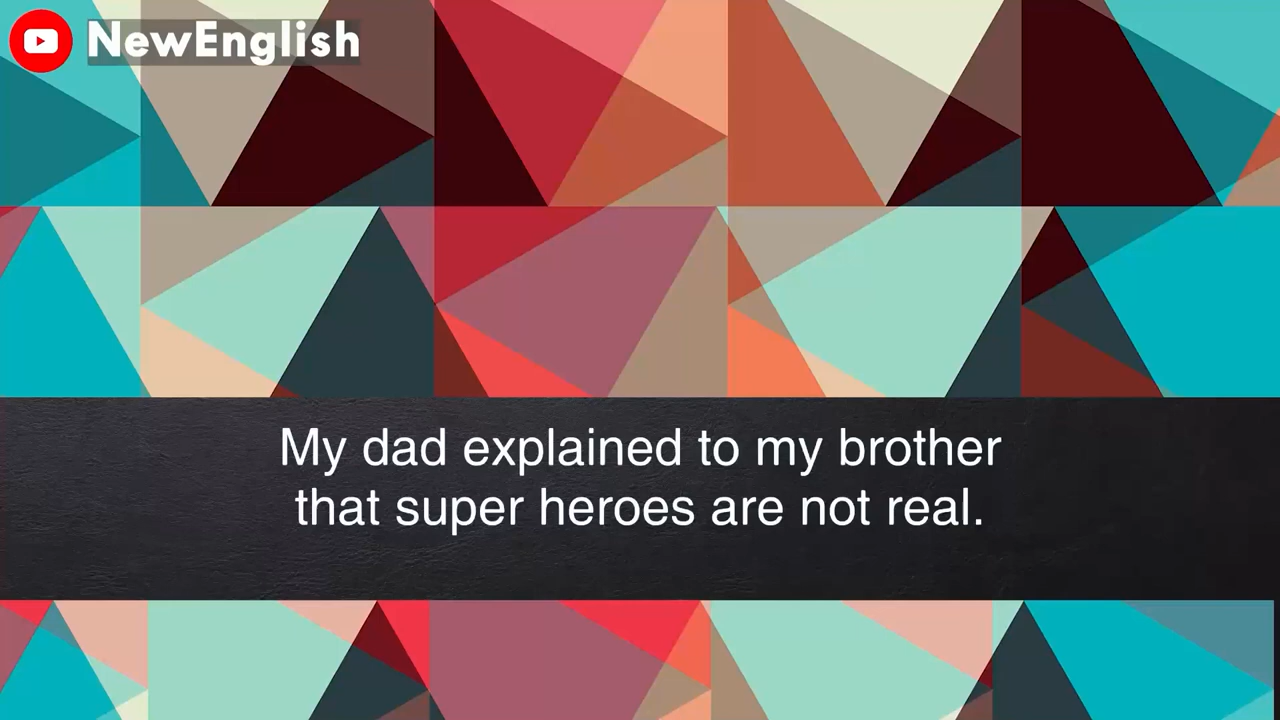 NewEnglish
My dad explained to my brother
that super heroes are not real.